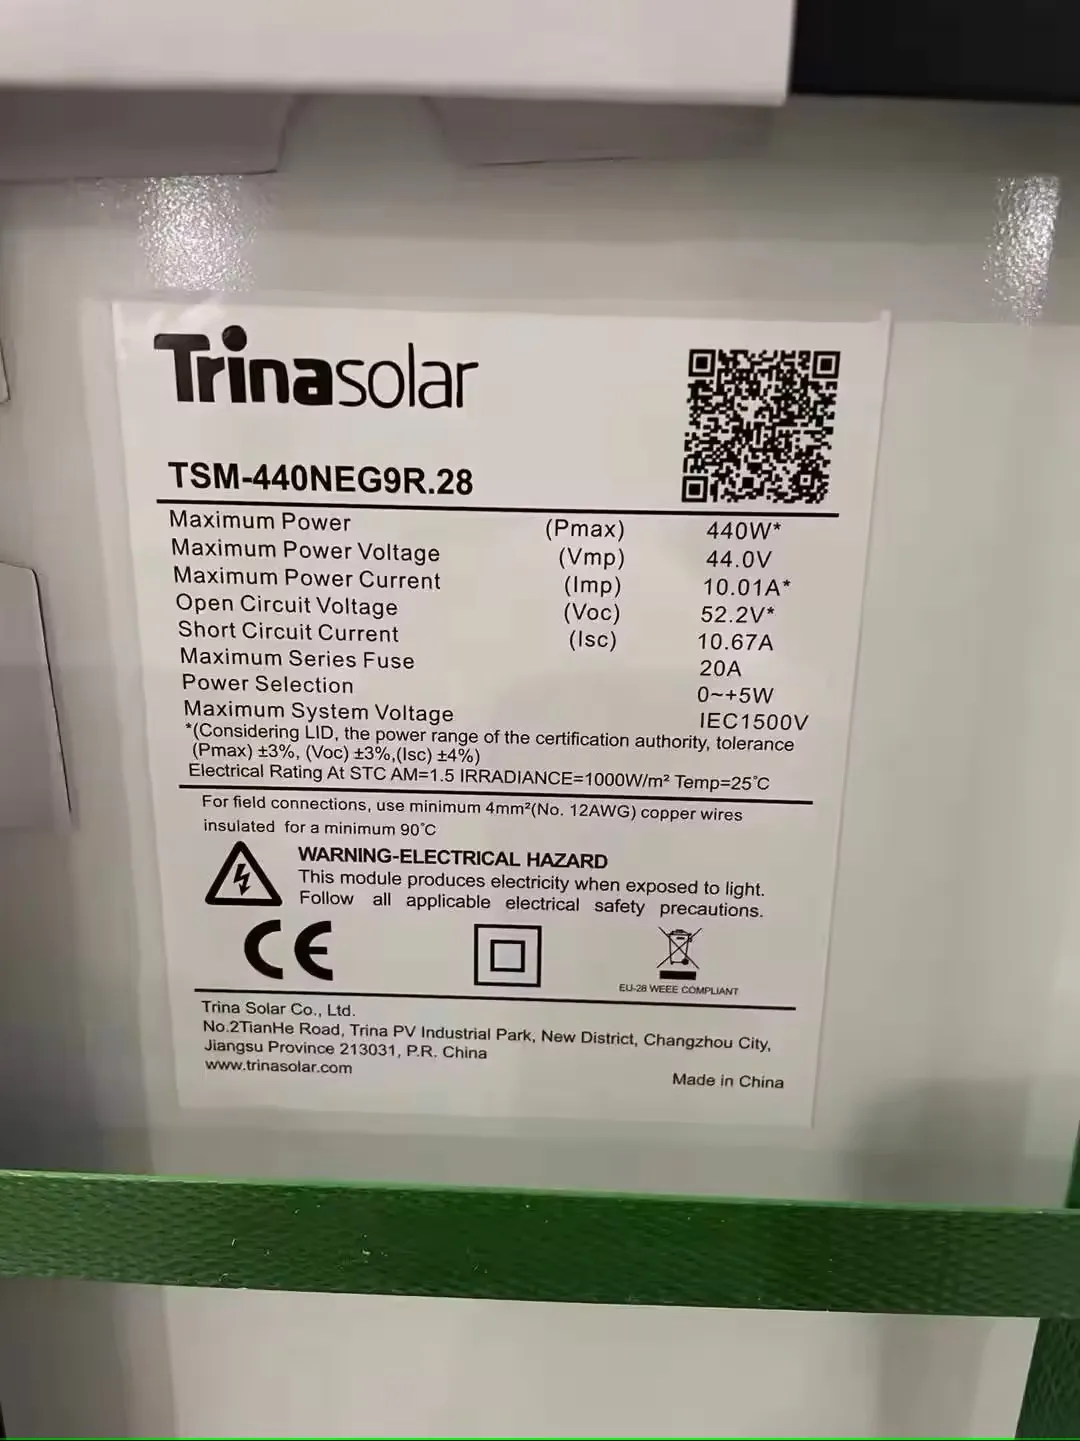 Trinasolar
TSM-440NEG9R.28
Maximum Power (Pmax) 440W*
Maximum Power Voltage (Vmp) 44.0V
Maximum Power Current (Imp) 10.01A*
Open Circuit Voltage (Voc) 52.2V*
Short Circuit Current (Isc) 10.67A
Maximum Series Fuse 20A
Power Selection 0~+5W
Maximum System Voltage IEC1500V
*(Considering LID, the power range of the certification authority, tolerance
(Pmax) ±3%, (Voc) ±3%,(Isc) ±4%)
Electrical Rating At STC AM=1.5 IRRADIANCE=1000W/m² Temp=25°C
For field connections, use minimum 4mm²(No. 12AWG) copper wires
insulated for a minimum 90°C
WARNING-ELECTRICAL HAZARD
This module produces electricity when exposed to light.
Follow all applicable electrical safety precautions.
CE
EU-28 WEEE COMPLIANT
Trina Solar Co., Ltd.
No.2TianHe Road, Trina PV Industrial Park, New District, Changzhou City,
Jiangsu Province 213031, P.R. China
www.trinasolar.com
Made in China